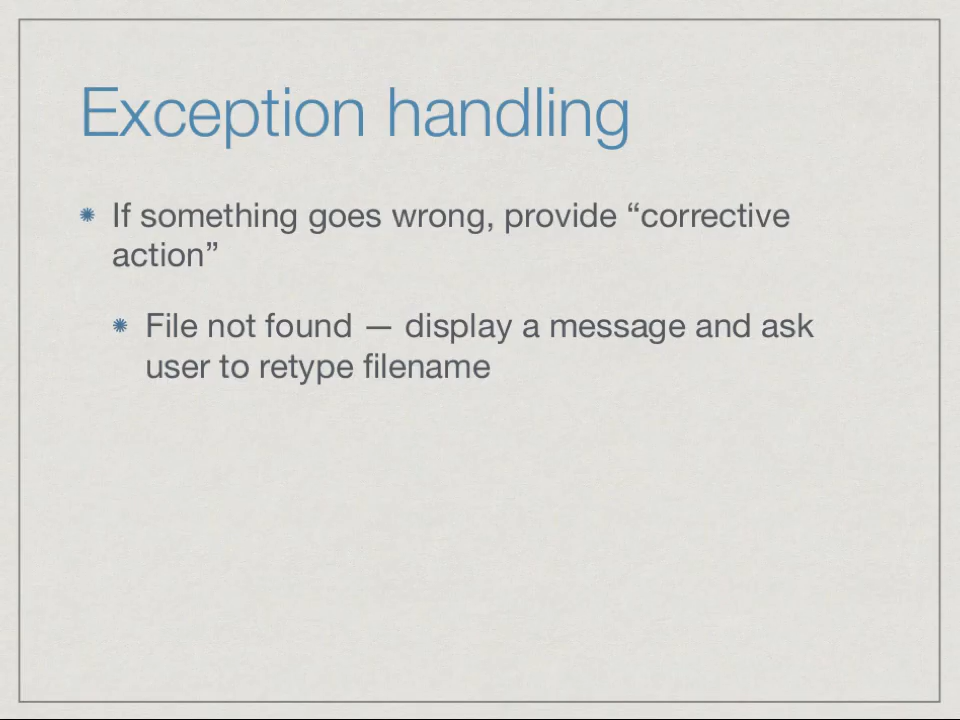 Exception handling
If something goes wrong, provide “corrective
action”
File not found — display a message and ask
user to retype filename